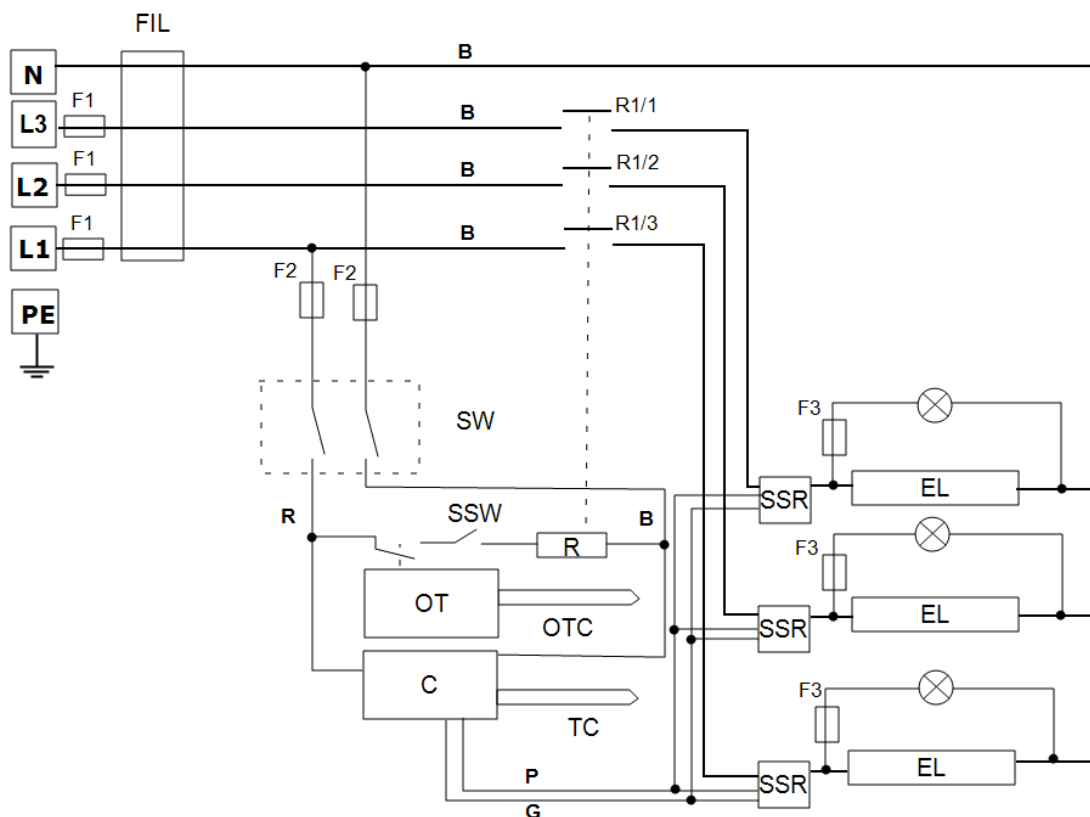 FIL
B
N
F1
R1/1
L3
B
F1
R1/2
L2
B
F1
R1/3
L1
B
F2
F2
PE
F3
SW
EL
SSR
R
SSW
B
R
F3
OT
EL
OTC
SSR
C
F3
TC
EL
P
SSR
G